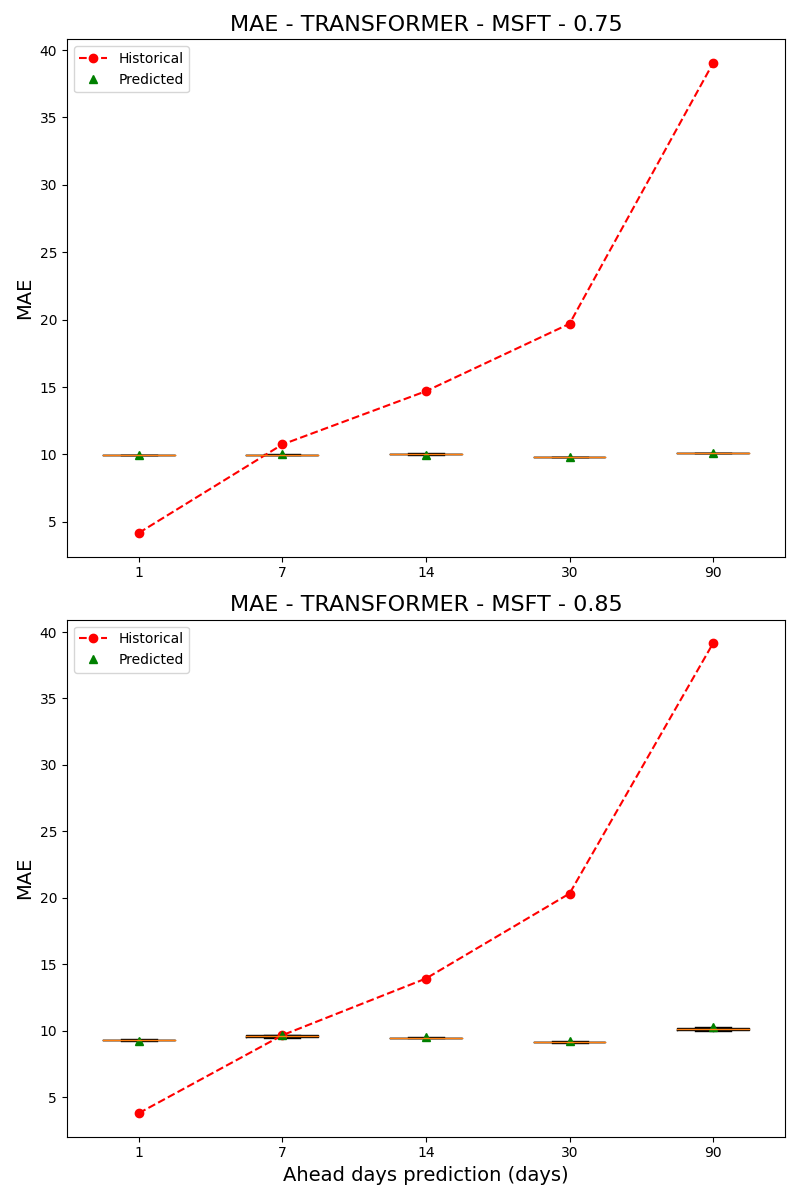 MAE - TRANSFORMER - MSFT - 0.75
Historical
Predicted
MAE
40
35
30
25
20
15
10
5
1 7 14 30 90
MAE - TRANSFORMER - MSFT - 0.85
Historical
Predicted
MAE
40
35
30
25
20
15
10
5
1 7 14 30 90
Ahead days prediction (days)